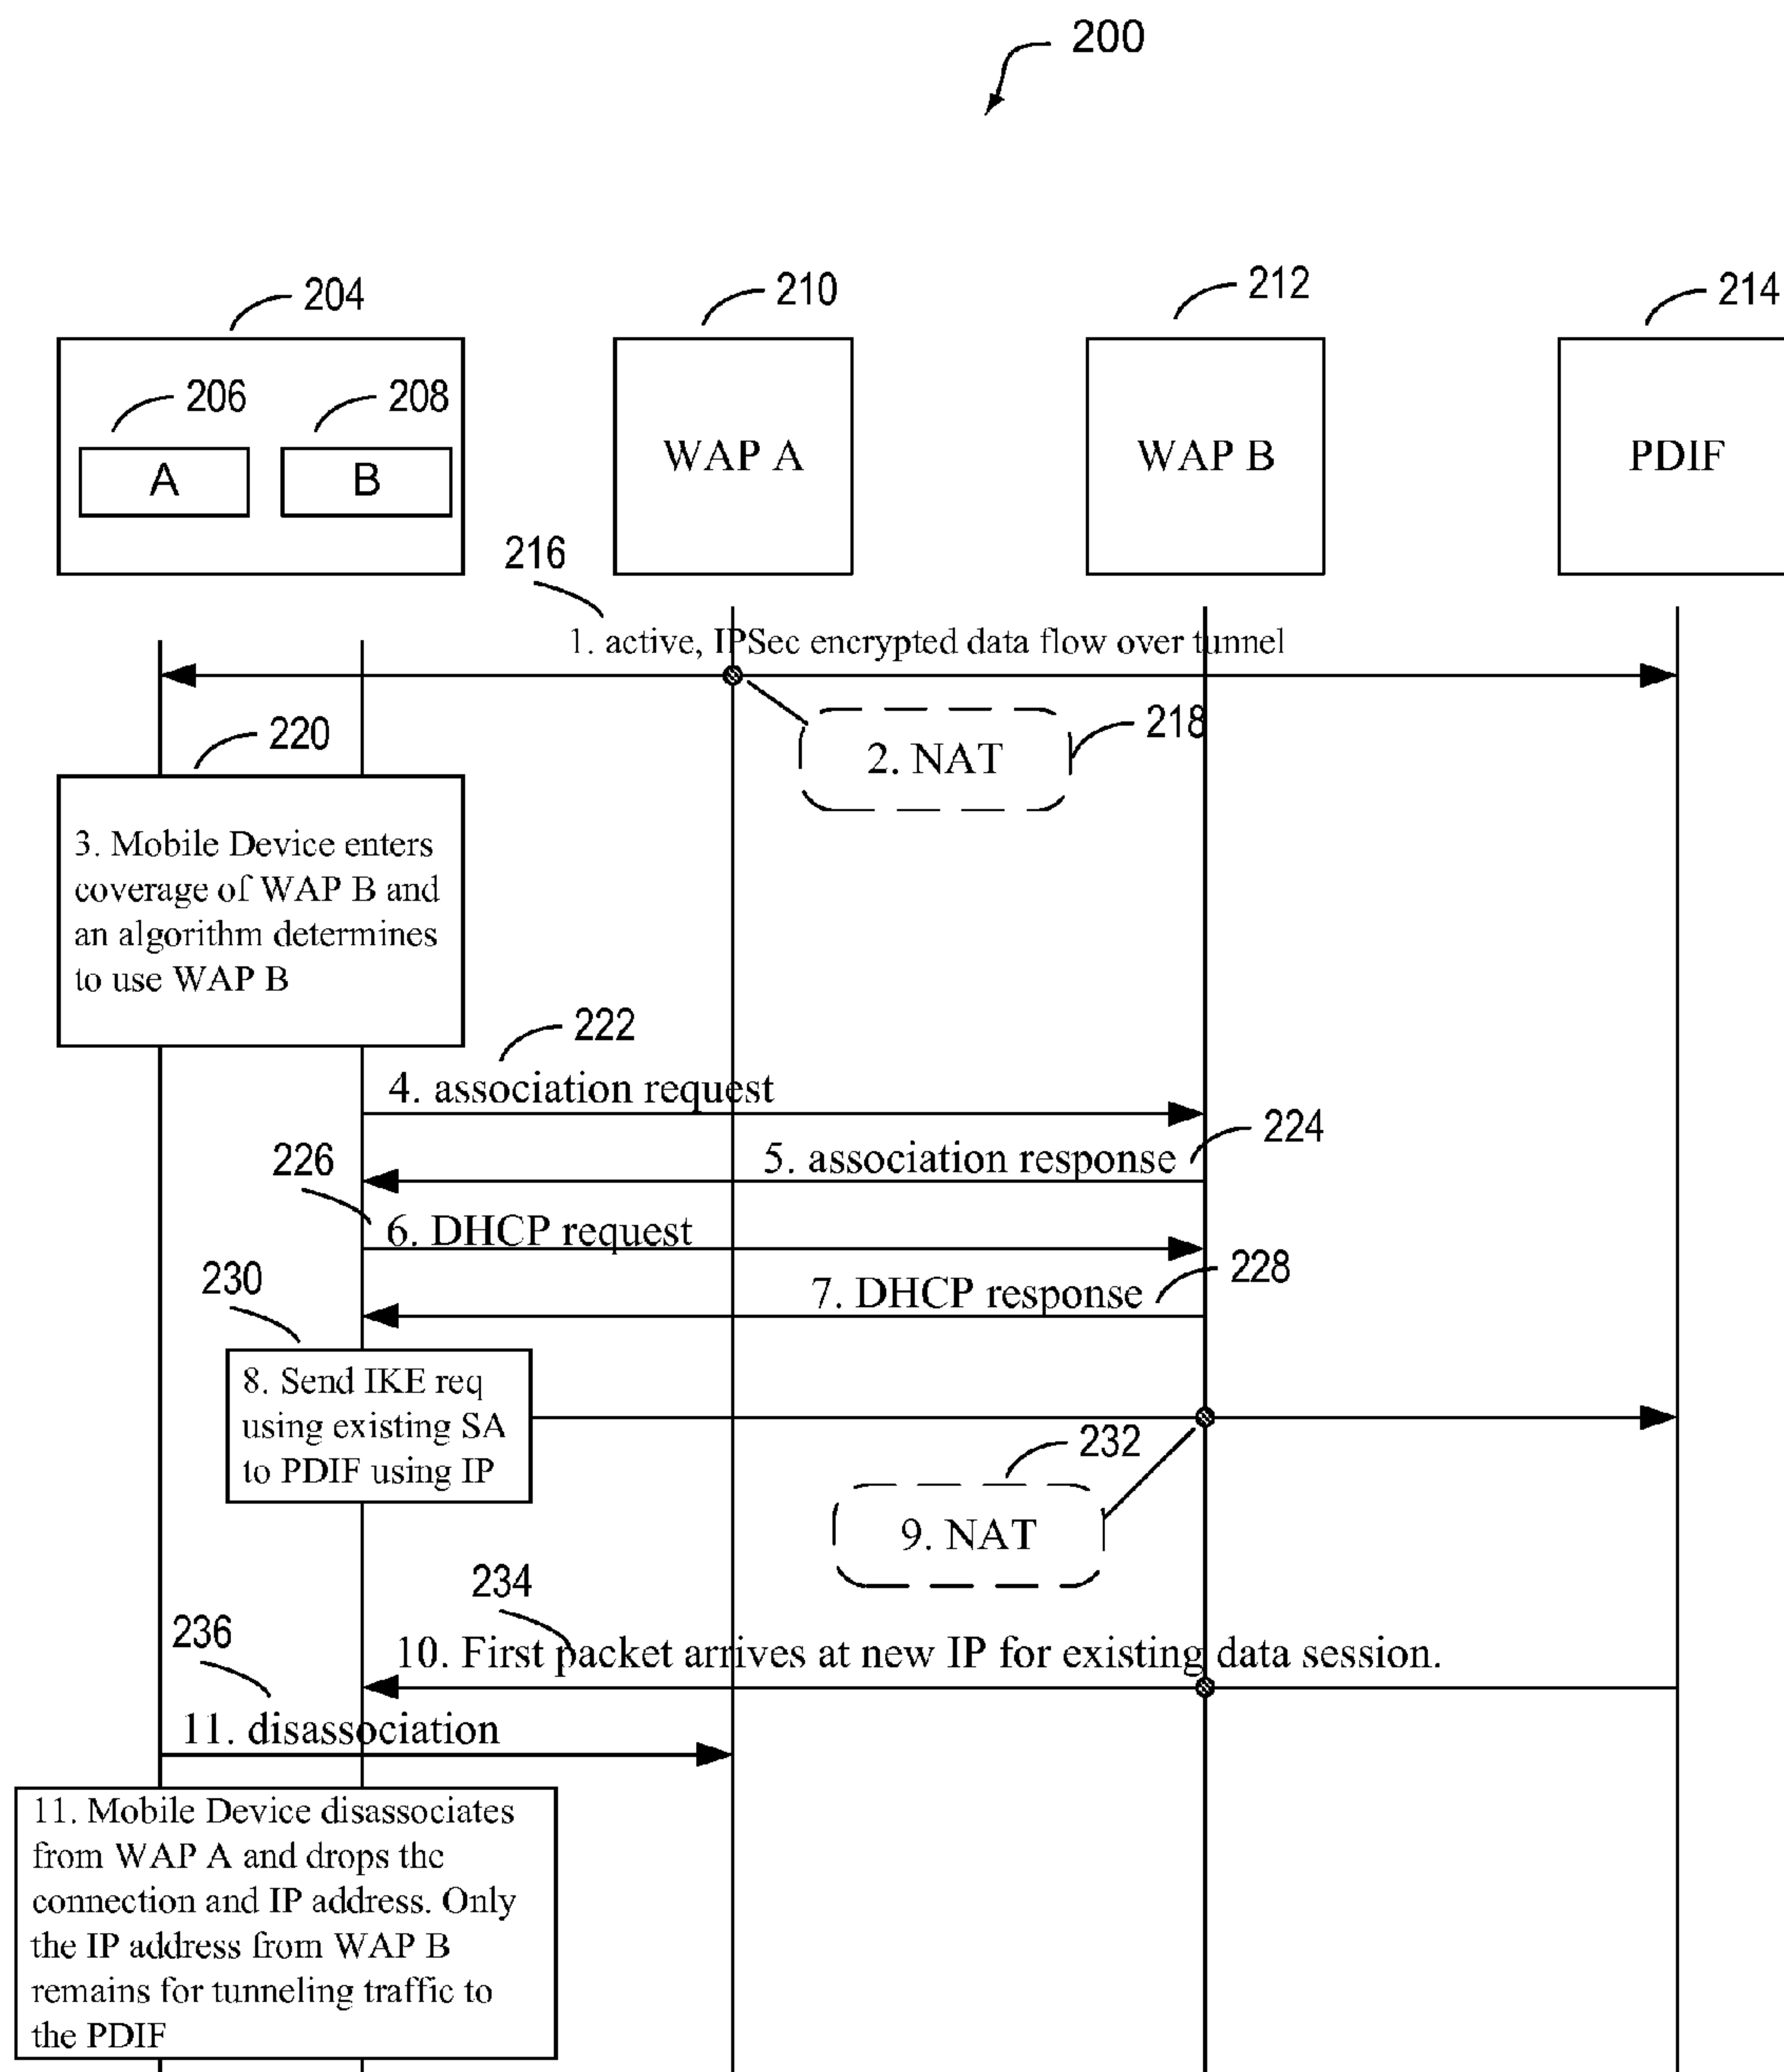 200
204
210
212
214
206
208
A
B
WAP A
WAP B
PDIF
216
1. active, IPSec encrypted data flow over tunnel
218
2. NAT
220
3. Mobile Device enters
coverage of WAP B and
an algorithm determines
to use WAP B
222
4. association request
224
5. association response
226
6. DHCP request
228
7. DHCP response
230
8. Send IKE req
using existing SA
to PDIF using IP
232
9. NAT
234
10. First packet arrives at new IP for existing data session.
236
11. disassociation
11. Mobile Device disassociates
from WAP A and drops the
connection and IP address. Only
the IP address from WAP B
remains for tunneling traffic to
the PDIF